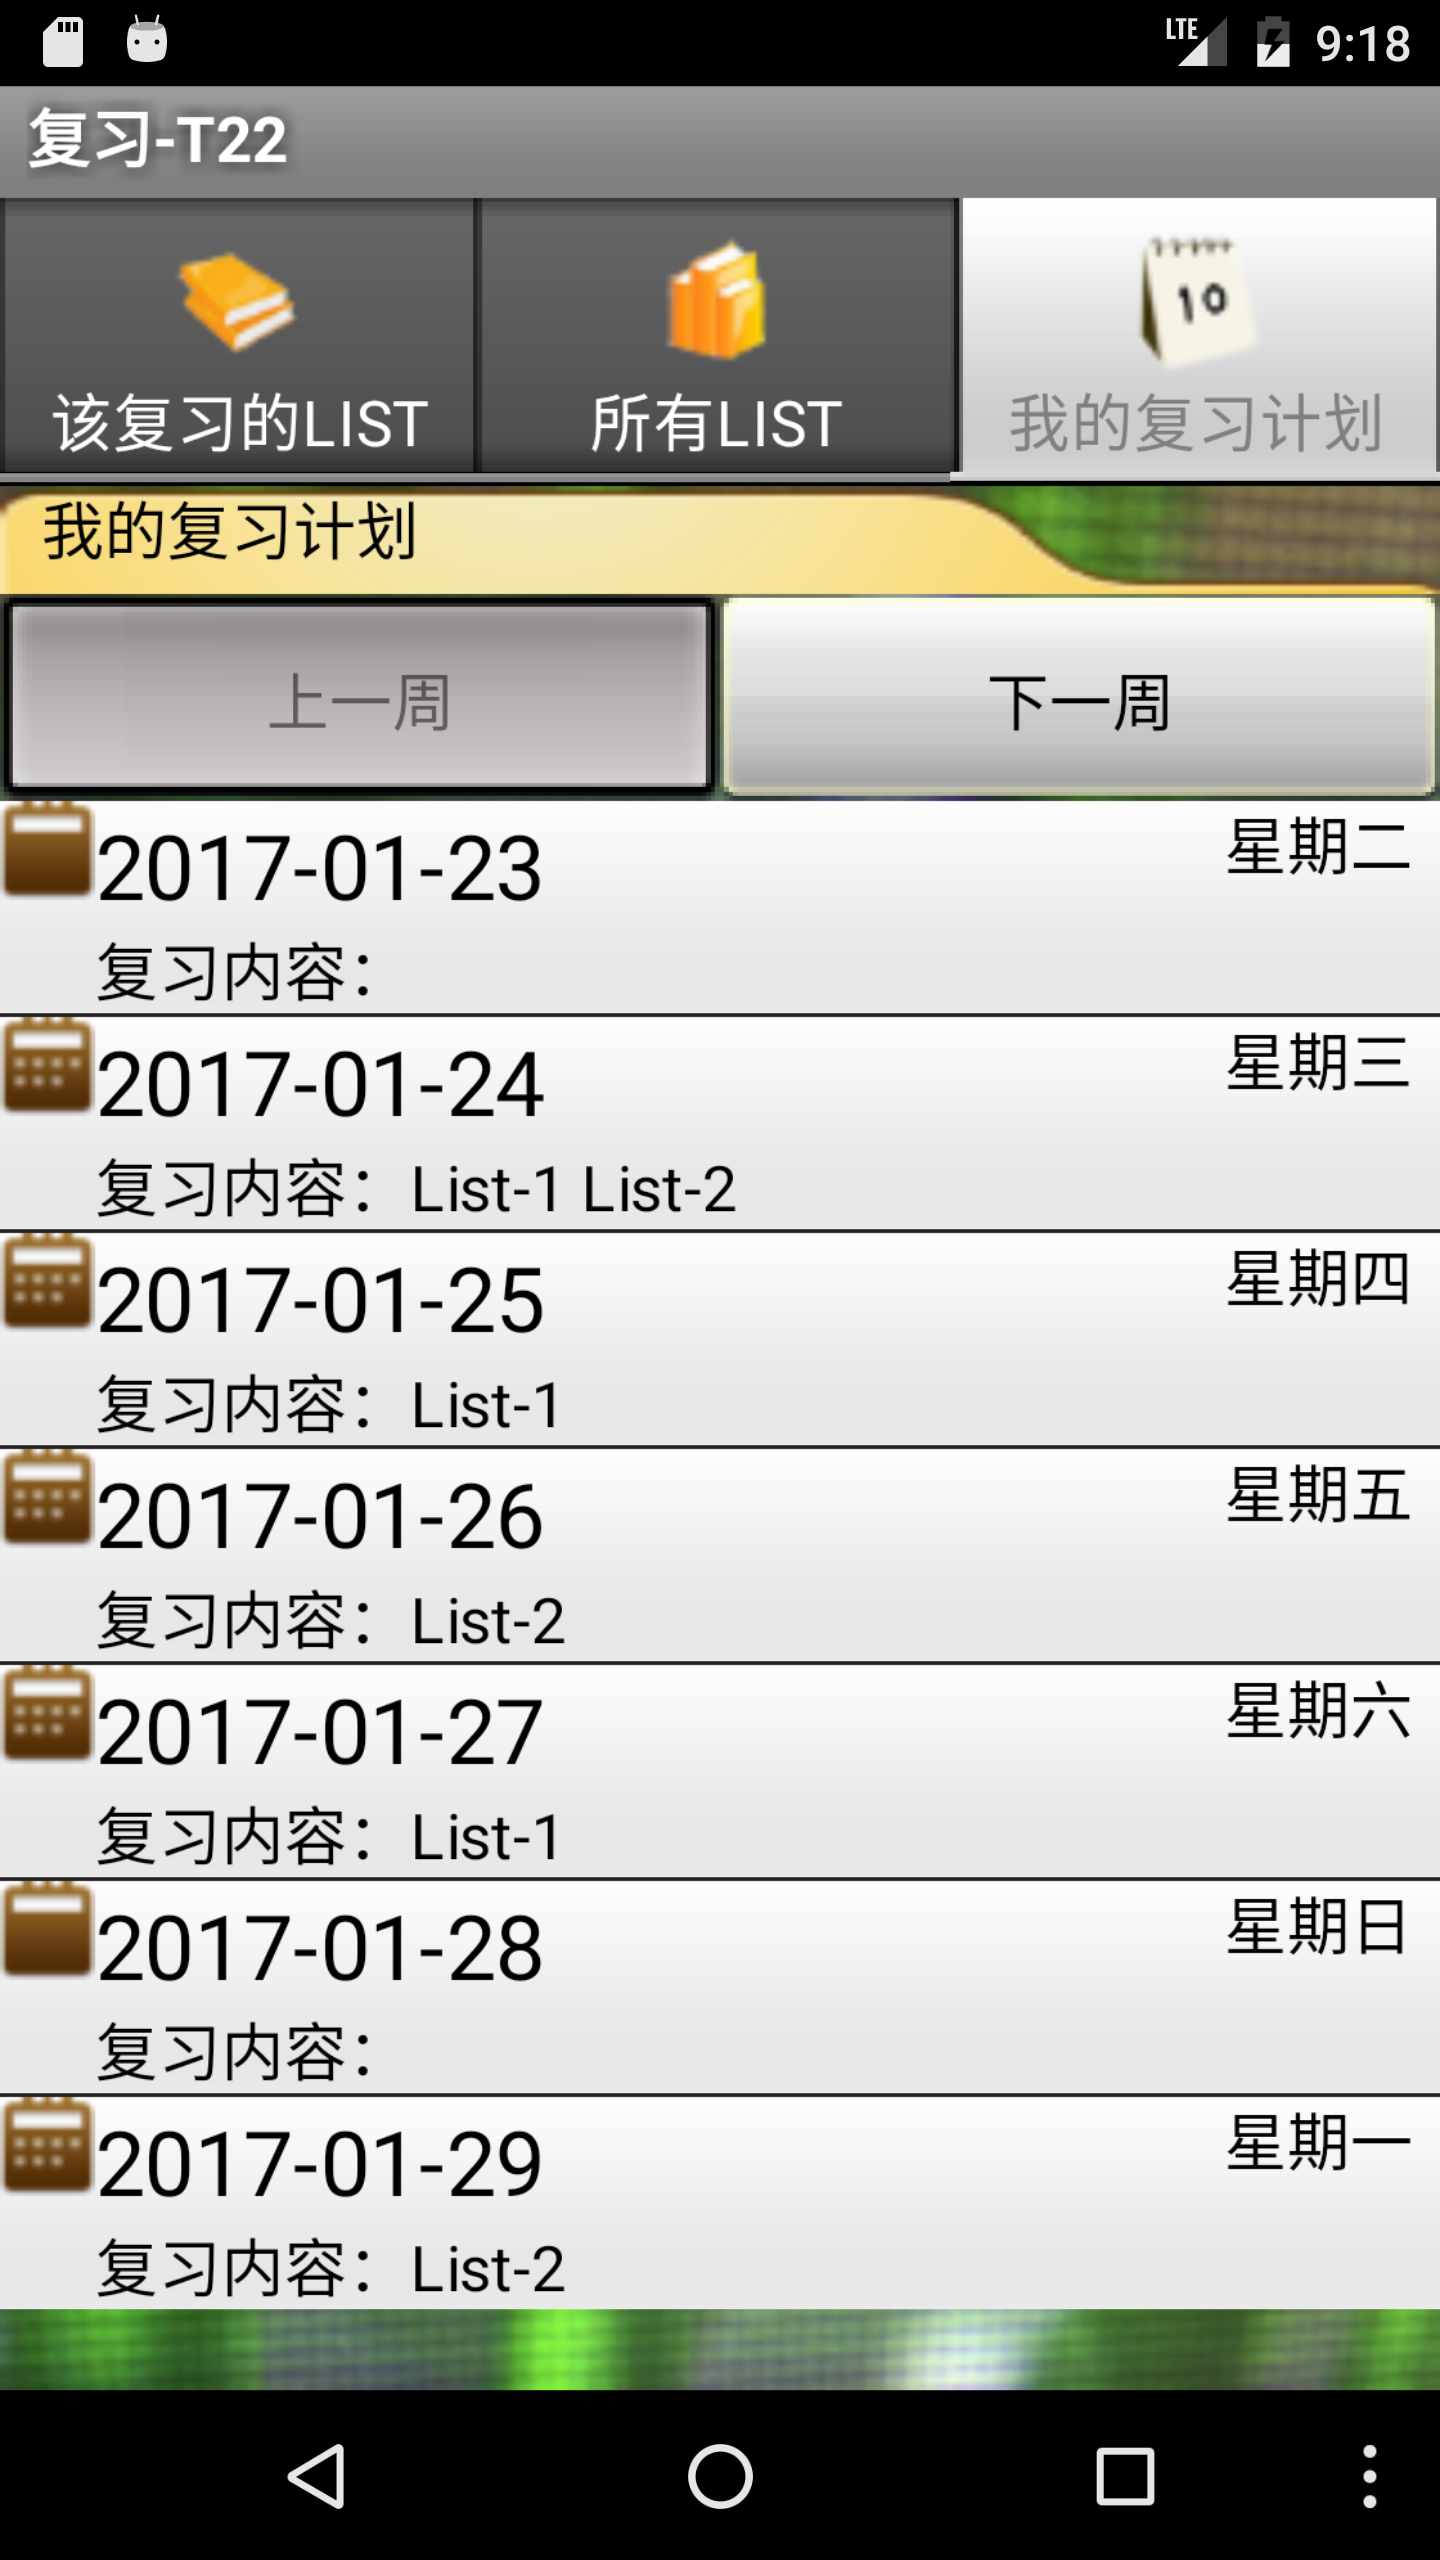 LTE 9:18
复习-T22
该复习的LIST 所有LIST 我的复习计划
10
我的复习计划
上一周 下一周
2017-01-23 星期二
复习内容：
2017-01-24 星期三
复习内容：List-1 List-2
2017-01-25 星期四
复习内容：List-1
2017-01-26 星期五
复习内容：List-2
2017-01-27 星期六
复习内容：List-1
2017-01-28 星期日
复习内容：
2017-01-29 星期一
复习内容：List-2